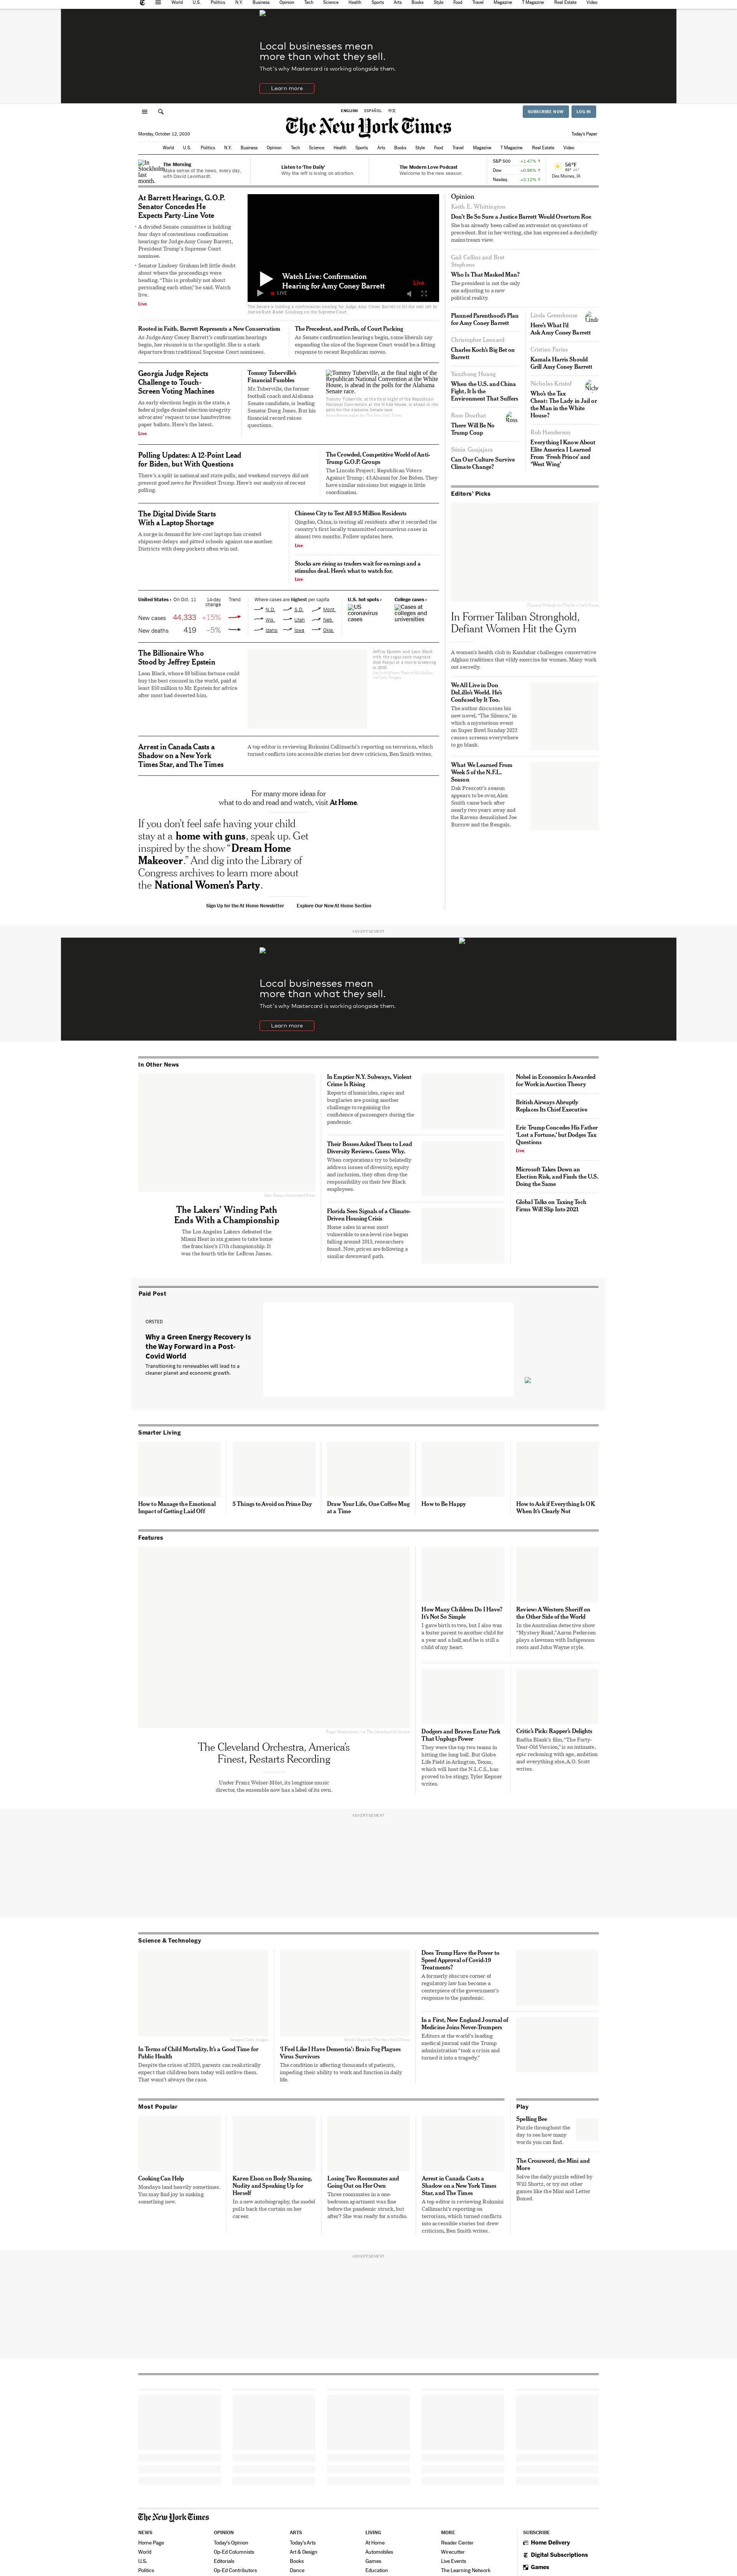 World U.S. Politics N.Y. Business Opinion Tech Science Health Sports Arts Books Style Food Travel Magazine T Magazine Real Estate Video
Local businesses mean
more than what they sell.
That's why Mastercard is working alongside them.
Learn more
ENGLISH ESPAÑOL 中文
SUBSCRIBE NOW LOG IN
The New York Times
Monday, October 12, 2020
Today's Paper
World U.S. Politics N.Y. Business Opinion Tech Science Health Sports Arts Books Style Food Travel Magazine T Magazine Real Estate Video
In Stockholm last month.
The Morning
Make sense of the news, every day, with David Leonhardt.
Listen to 'The Daily'
Why the left is losing on abortion.
The Modern Love Podcast
Welcome to the new season.
S&P 500 +1.47% ↑
Dow +0.96% ↑
Nasdaq +3.12% ↑
56°F
Des Moines, IA
At Barrett Hearings, G.O.P.
Senator Concedes He
Expects Party-Line Vote
A divided Senate committee is holding four days of contentious confirmation hearings for Judge Amy Coney Barrett, President Trump's Supreme Court nominee.
Senator Lindsey Graham left little doubt about where the proceedings were heading. "This is probably not about persuading each other," he said. Watch live.
Live
Watch Live: Confirmation
Hearing for Amy Coney Barrett
Live
LIVE
The Senate is holding a confirmation hearing for Judge Amy Coney Barrett to fill the seat left by Justice Ruth Bader Ginsburg on the Supreme Court.
Rooted in Faith, Barrett Represents a New Conservatism
As Judge Amy Coney Barrett's confirmation hearings begin, her résumé is in the spotlight. She is a stark departure from traditional Supreme Court nominees.
The Precedent, and Perils, of Court Packing
As Senate confirmation hearings begin, some liberals say expanding the size of the Supreme Court would be a fitting response to recent Republican moves.
Georgia Judge Rejects
Challenge to Touch-
Screen Voting Machines
As early elections begin in the state, a federal judge denied election integrity advocates' request to use handwritten paper ballots. Here's the latest.
Live
Tommy Tuberville's
Financial Fumbles
Mr. Tuberville, the former football coach and Alabama Senate candidate, is leading Senator Doug Jones. But his financial record raises questions.
Tommy Tuberville, at the final night of the Republican National Convention at the White House, is ahead in the polls for the Alabama Senate race.
Tommy Tuberville, at the final night of the Republican National Convention at the White House, is ahead in the polls for the Alabama Senate race.
Polling Updates: A 12-Point Lead
for Biden, but With Questions
There's a split in national and state polls, and weekend surveys did not present good news for President Trump. Here's our analysis of recent polling.
The Crowded, Competitive World of Anti-
Trump G.O.P. Groups
The Lincoln Project; Republican Voters Against Trump; 43 Alumni for Joe Biden. They have similar missions but engage in little coordination.
The Digital Divide Starts
With a Laptop Shortage
A surge in demand for low-cost laptops has created shipment delays and pitted schools against one another. Districts with deep pockets often win out.
Chinese City to Test All 9.5 Million Residents
Qingdao, China, is testing all residents after it recorded the country's first locally transmitted coronavirus cases in almost two months. Follow updates here.
Live
Stocks are rising as traders wait for earnings and a
stimulus deal. Here's what to watch for.
Live
United States › On Oct. 11 14-day change Trend
New cases 44,333 +15%
New deaths 419 –5%
Where cases are highest per capita
N.D. S.D. Mont.
Wis. Utah Neb.
Idaho Iowa Okla.
U.S. hot spots ›
US coronavirus cases
College cases ›
Cases at colleges and universities
The Billionaire Who
Stood by Jeffrey Epstein
Leon Black, whose $9 billion fortune could buy the best counsel in the world, paid at least $50 million to Mr. Epstein for advice after most had deserted him.
Jeffrey Epstein and Leon Black with the sugar-cane magnate José Fanjul at a movie screening in 2005.
Arrest in Canada Casts a
Shadow on a New York
Times Star, and The Times
A top editor is reviewing Rukmini Callimachi's reporting on terrorism, which turned conflicts into accessible stories but drew criticism, Ben Smith writes.
For many more ideas for
what to do and read and watch, visit At Home.
If you don't feel safe having your child stay at a home with guns, speak up. Get inspired by the show "Dream Home Makeover." And dig into the Library of Congress archives to learn more about the National Women's Party.
Sign Up for the At Home Newsletter Explore Our New At Home Section
Opinion
Keith E. Whittington
Don't Be So Sure a Justice Barrett Would Overturn Roe
She has already been called an extremist on questions of precedent. But in her writing, she has expressed a decidedly mainstream view.
Gail Collins and Bret Stephens
Who Is That Masked Man?
The president is not the only one adjusting to a new political reality.
Planned Parenthood's Plan for Amy Coney Barrett
Christopher Leonard
Charles Koch's Big Bet on Barrett
Yanzhong Huang
When the U.S. and China Fight, It Is the Environment That Suffers
Ross Douthat
There Will Be No Trump Coup
Sônia Guajajara
Can Our Culture Survive Climate Change?
Linda Greenhouse
Here's What I'd Ask Amy Coney Barrett
Cristian Farias
Kamala Harris Should Grill Amy Coney Barrett
Nicholas Kristof
Who's the Tax Cheat: The Lady in Jail or the Man in the White House?
Rob Henderson
Everything I Know About Elite America I Learned From 'Fresh Prince' and 'West Wing'
Editors' Picks
In Former Taliban Stronghold,
Defiant Women Hit the Gym
A women's health club in Kandahar challenges conservative Afghan traditions that vilify exercise for women. Many work out secretly.
We All Live in Don DeLillo's World. He's Confused by It Too.
The author discusses his new novel, "The Silence," in which a mysterious event on Super Bowl Sunday 2022 causes screens everywhere to go blank.
What We Learned From Week 5 of the N.F.L. Season
Dak Prescott's season appears to be over, Alex Smith came back after nearly two years away and the Ravens demolished Joe Burrow and the Bengals.
ADVERTISEMENT
Local businesses mean
more than what they sell.
That's why Mastercard is working alongside them.
Learn more
In Other News
The Lakers' Winding Path
Ends With a Championship
The Los Angeles Lakers defeated the Miami Heat in six games to take home the franchise's 17th championship. It was the fourth title for LeBron James.
In Emptier N.Y. Subways, Violent Crime Is Rising
Reports of homicides, rapes and burglaries are posing another challenge to regaining the confidence of passengers during the pandemic.
Their Bosses Asked Them to Lead Diversity Reviews. Guess Why.
When corporations try to belatedly address issues of diversity, equity and inclusion, they often drop the responsibility on their few Black employees.
Florida Sees Signals of a Climate-Driven Housing Crisis
Home sales in areas most vulnerable to sea-level rise began falling around 2013, researchers found. Now, prices are following a similar downward path.
Nobel in Economics Is Awarded for Work in Auction Theory
British Airways Abruptly Replaces Its Chief Executive
Eric Trump Concedes His Father 'Lost a Fortune,' but Dodges Tax Questions
Live
Microsoft Takes Down an Election Risk, and Finds the U.S. Doing the Same
Global Talks on Taxing Tech Firms Will Slip Into 2021
Paid Post
ORSTED
Why a Green Energy Recovery Is the Way Forward in a Post-Covid World
Transitioning to renewables will lead to a cleaner planet and economic growth.
Smarter Living
How to Manage the Emotional Impact of Getting Laid Off
5 Things to Avoid on Prime Day
Draw Your Life, One Coffee Mug at a Time
How to Be Happy
How to Ask if Everything Is OK When It's Clearly Not
Features
The Cleveland Orchestra, America's
Finest, Restarts Recording
Under Franz Welser-Möst, its longtime music director, the ensemble now has a label of its own.
How Many Children Do I Have? It's Not So Simple
I gave birth to two, but I also was a foster parent to another child for a year and a half, and he is still a child of my heart.
Review: A Western Sheriff on the Other Side of the World
In the Australian detective show "Mystery Road," Aaron Pedersen plays a lawman with Indigenous roots and John Wayne style.
Dodgers and Braves Enter Park That Unplugs Power
They were the top two teams in hitting the long ball. But Globe Life Field in Arlington, Texas, which will host the N.L.C.S., has proved to be stingy, Tyler Kepner writes.
Critic's Pick: Rapper's Delights
Radha Blank's film, "The Forty-Year-Old Version," is an intimate, epic reckoning with age, ambition and everything else, A.O. Scott writes.
ADVERTISEMENT
Science & Technology
In Terms of Child Mortality, It's a Good Time for Public Health
Despite the crises of 2020, parents can realistically expect that children born today will outlive them. That wasn't always the case.
'I Feel Like I Have Dementia': Brain Fog Plagues Virus Survivors
The condition is affecting thousands of patients, impeding their ability to work and function in daily life.
Does Trump Have the Power to Speed Approval of Covid-19 Treatments?
A formerly obscure corner of regulatory law has become a centerpiece of the government's response to the pandemic.
In a First, New England Journal of Medicine Joins Never-Trumpers
Editors at the world's leading medical journal said the Trump administration "took a crisis and turned it into a tragedy."
Most Popular
Cooking Can Help
Mondays land heavily sometimes. You may find joy in making something new.
Karen Elson on Body Shaming, Nudity and Speaking Up for Herself
In a new autobiography, the model pulls back the curtain on her career.
Losing Two Roommates and Going Out on Her Own
Three roommates in a one-bedroom apartment was fine before the pandemic struck, but after? She was ready for a studio.
Arrest in Canada Casts a Shadow on a New York Times Star, and The Times
A top editor is reviewing Rukmini Callimachi's reporting on terrorism, which turned conflicts into accessible stories but drew criticism, Ben Smith writes.
Play
Spelling Bee
Puzzle throughout the day to see how many words you can find.
The Crossword, the Mini and More
Solve the daily puzzle edited by Will Shortz, or try out other games like the Mini and Letter Boxed.
ADVERTISEMENT
The New York Times
NEWS
Home Page
World
U.S.
Politics
OPINION
Today's Opinion
Op-Ed Columnists
Editorials
Op-Ed Contributors
ARTS
Today's Arts
Art & Design
Books
Dance
LIVING
At Home
Automobiles
Games
Education
MORE
Reader Center
Wirecutter
Live Events
The Learning Network
SUBSCRIBE
Home Delivery
Digital Subscriptions
Games